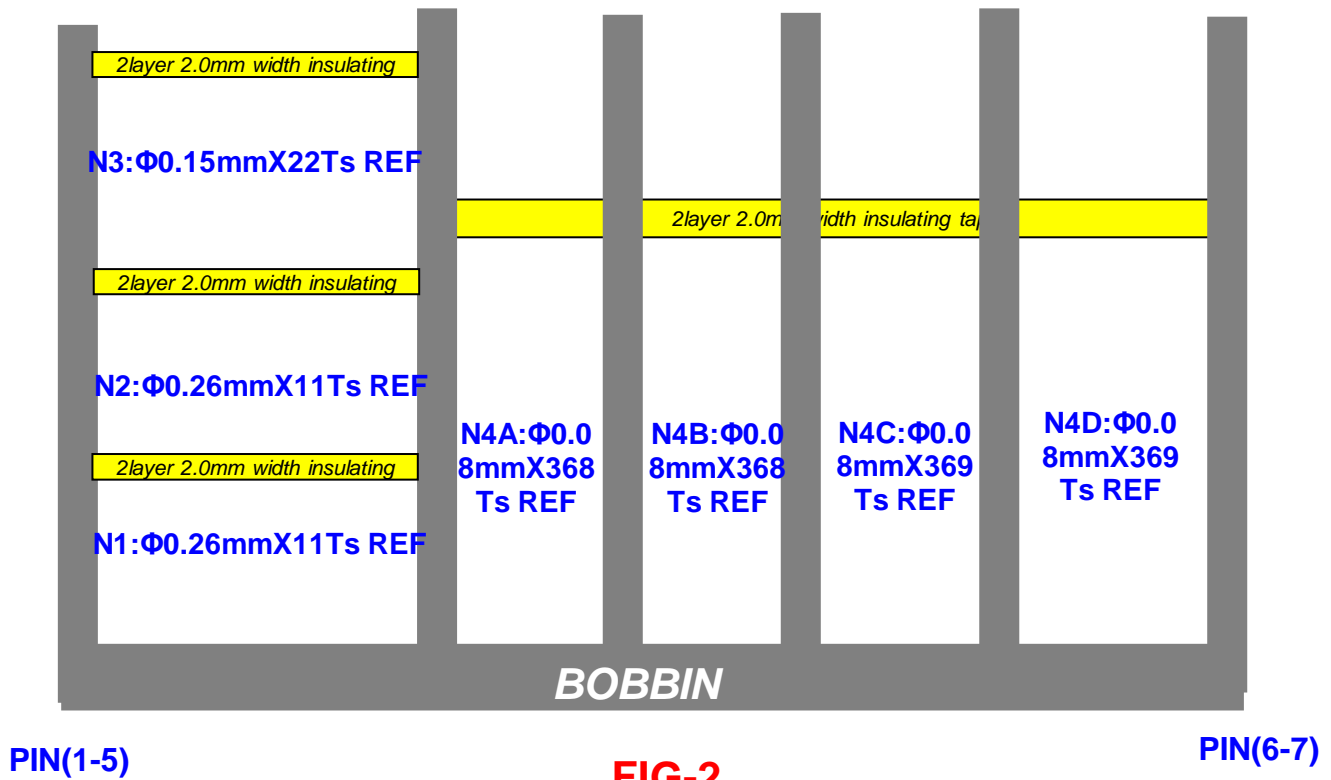 2layer 2.0mm width insulating
N3:Φ0.15mmX22Ts REF
2layer 2.0mm width insulating
N2:Φ0.26mmX11Ts REF
2layer 2.0mm width insulating
N1:Φ0.26mmX11Ts REF
2layer 2.0m width insulating ta
N4A:Φ0.0
8mmX368
Ts REF
N4B:Φ0.0
8mmX368
Ts REF
N4C:Φ0.0
8mmX369
Ts REF
N4D:Φ0.0
8mmX369
Ts REF
BOBBIN
PIN(1-5)
PIN(6-7)
FIG-2